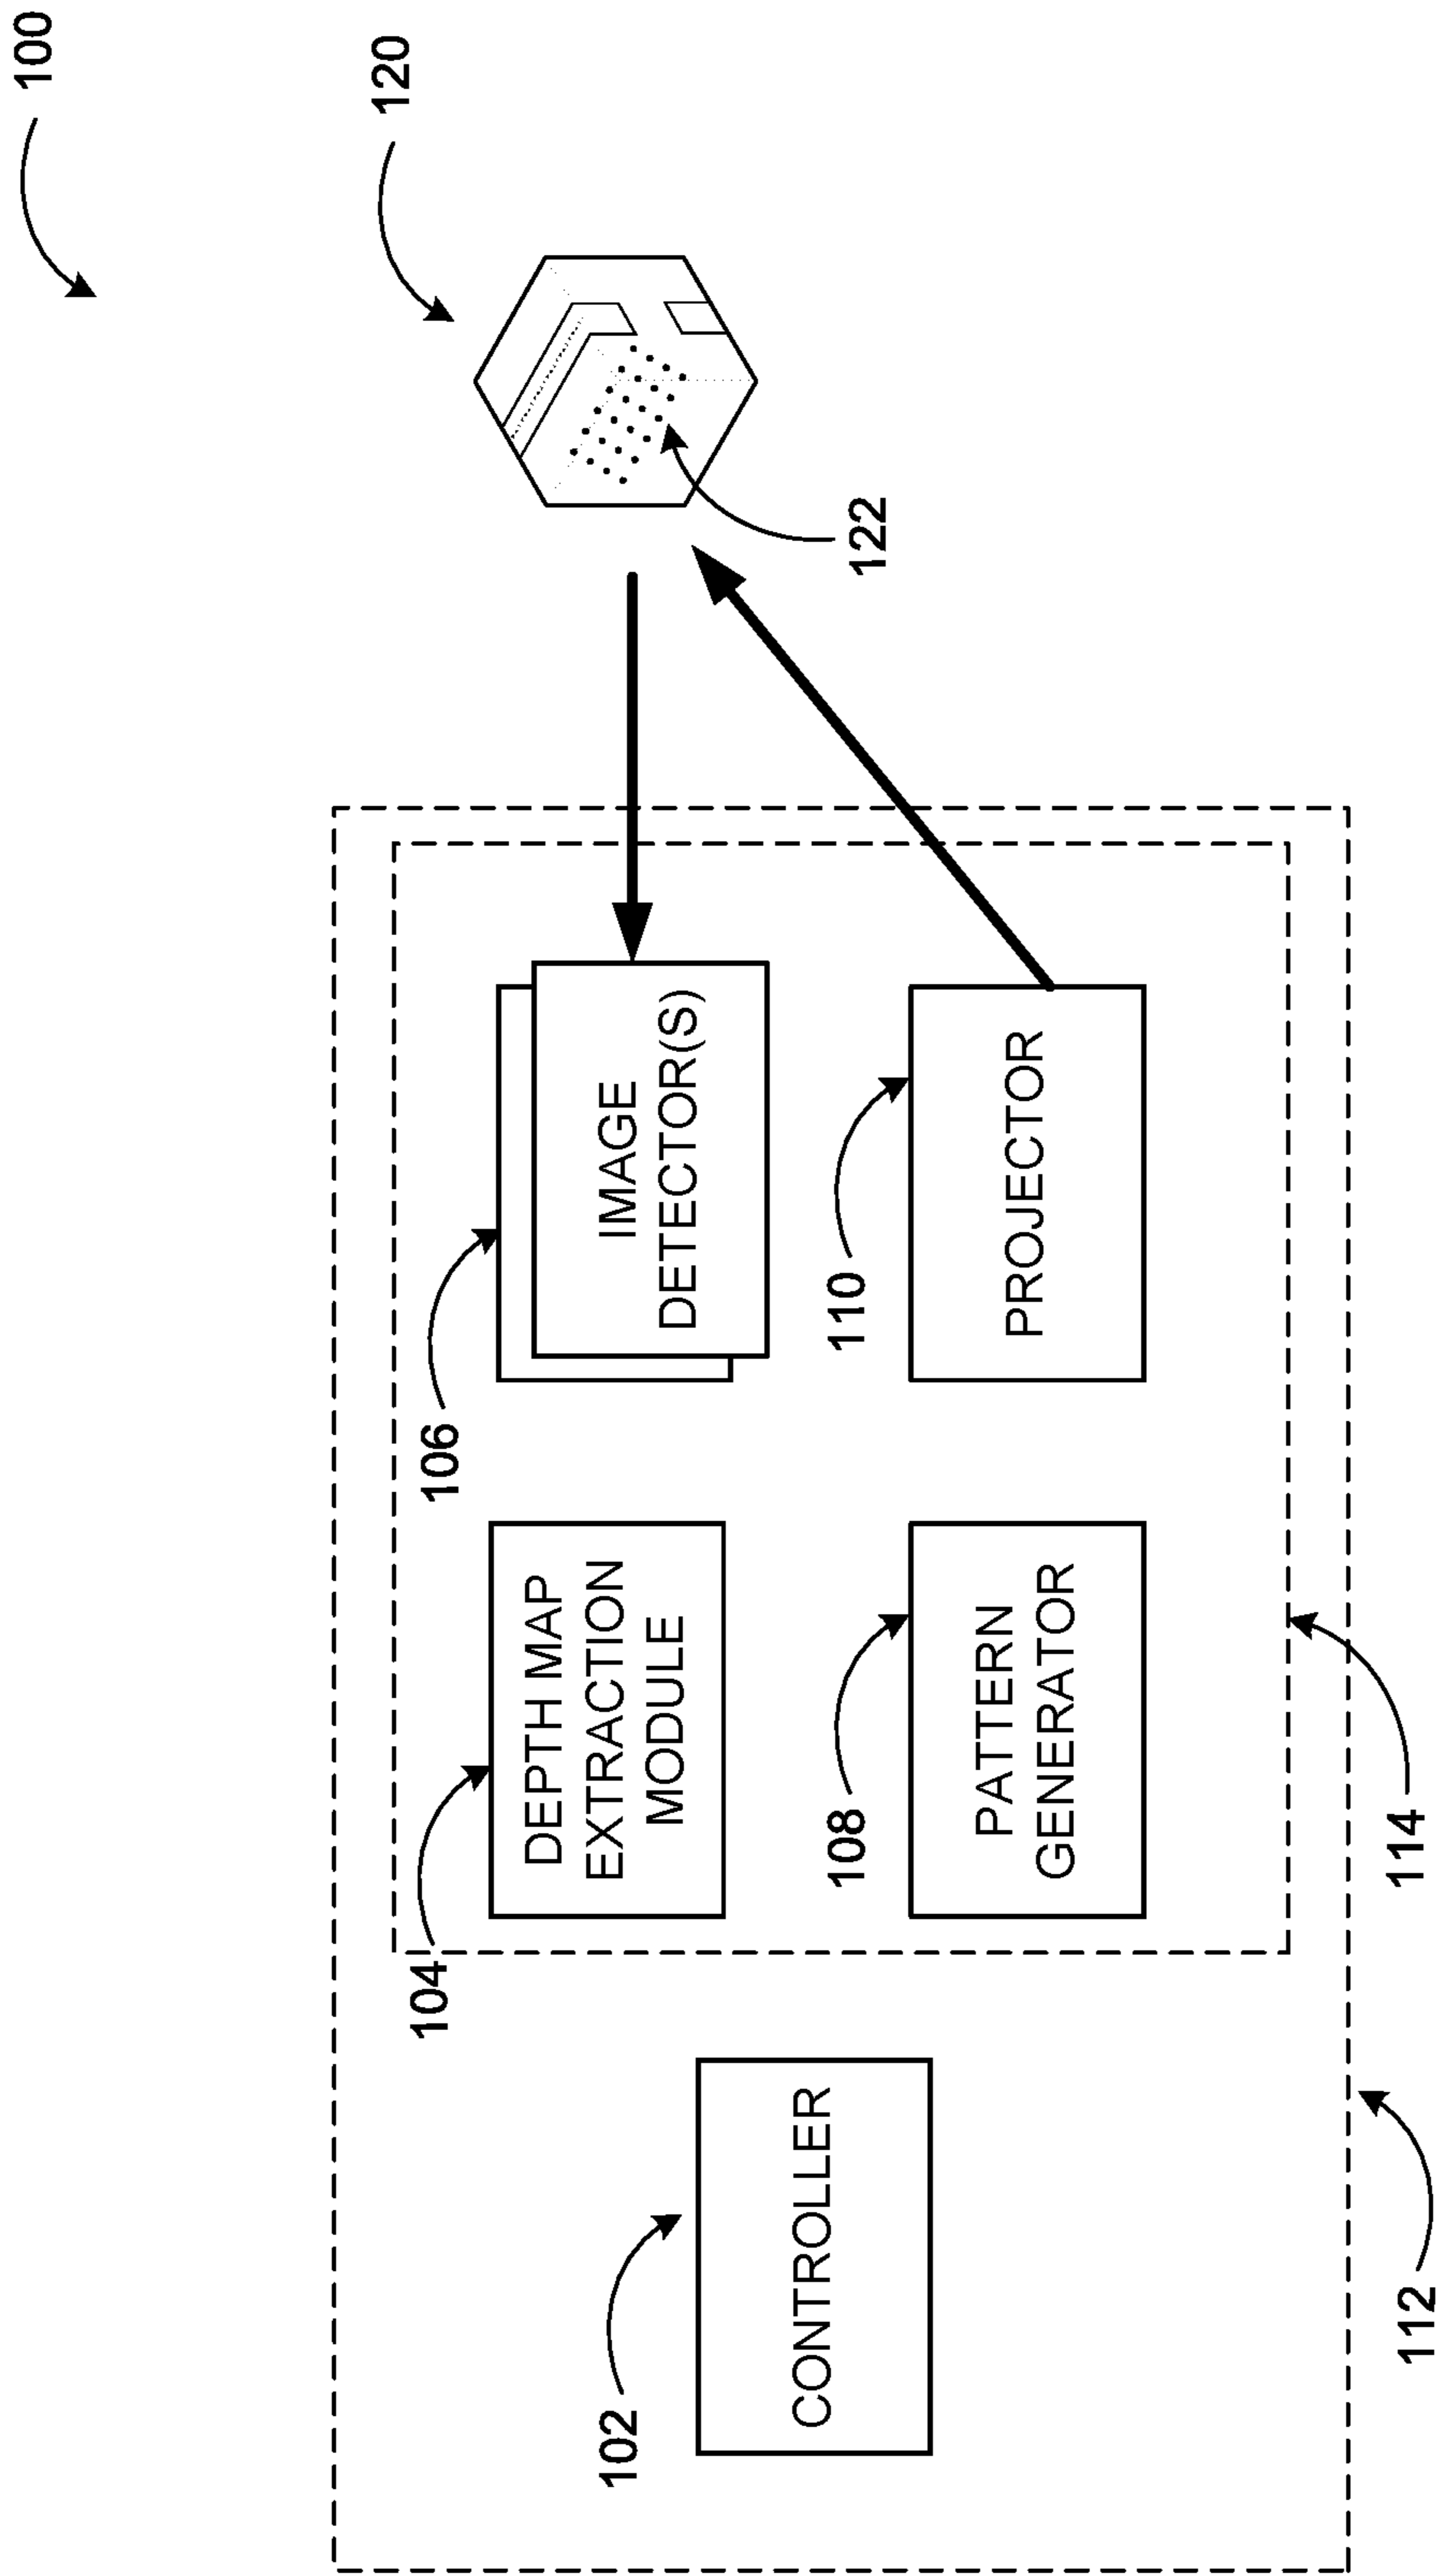 100
120
122
106
IMAGE
DETECTOR(S)
110
PROJECTOR
104
DEPTH MAP
EXTRACTION
MODULE
108
PATTERN
GENERATOR
114
102
CONTROLLER
112